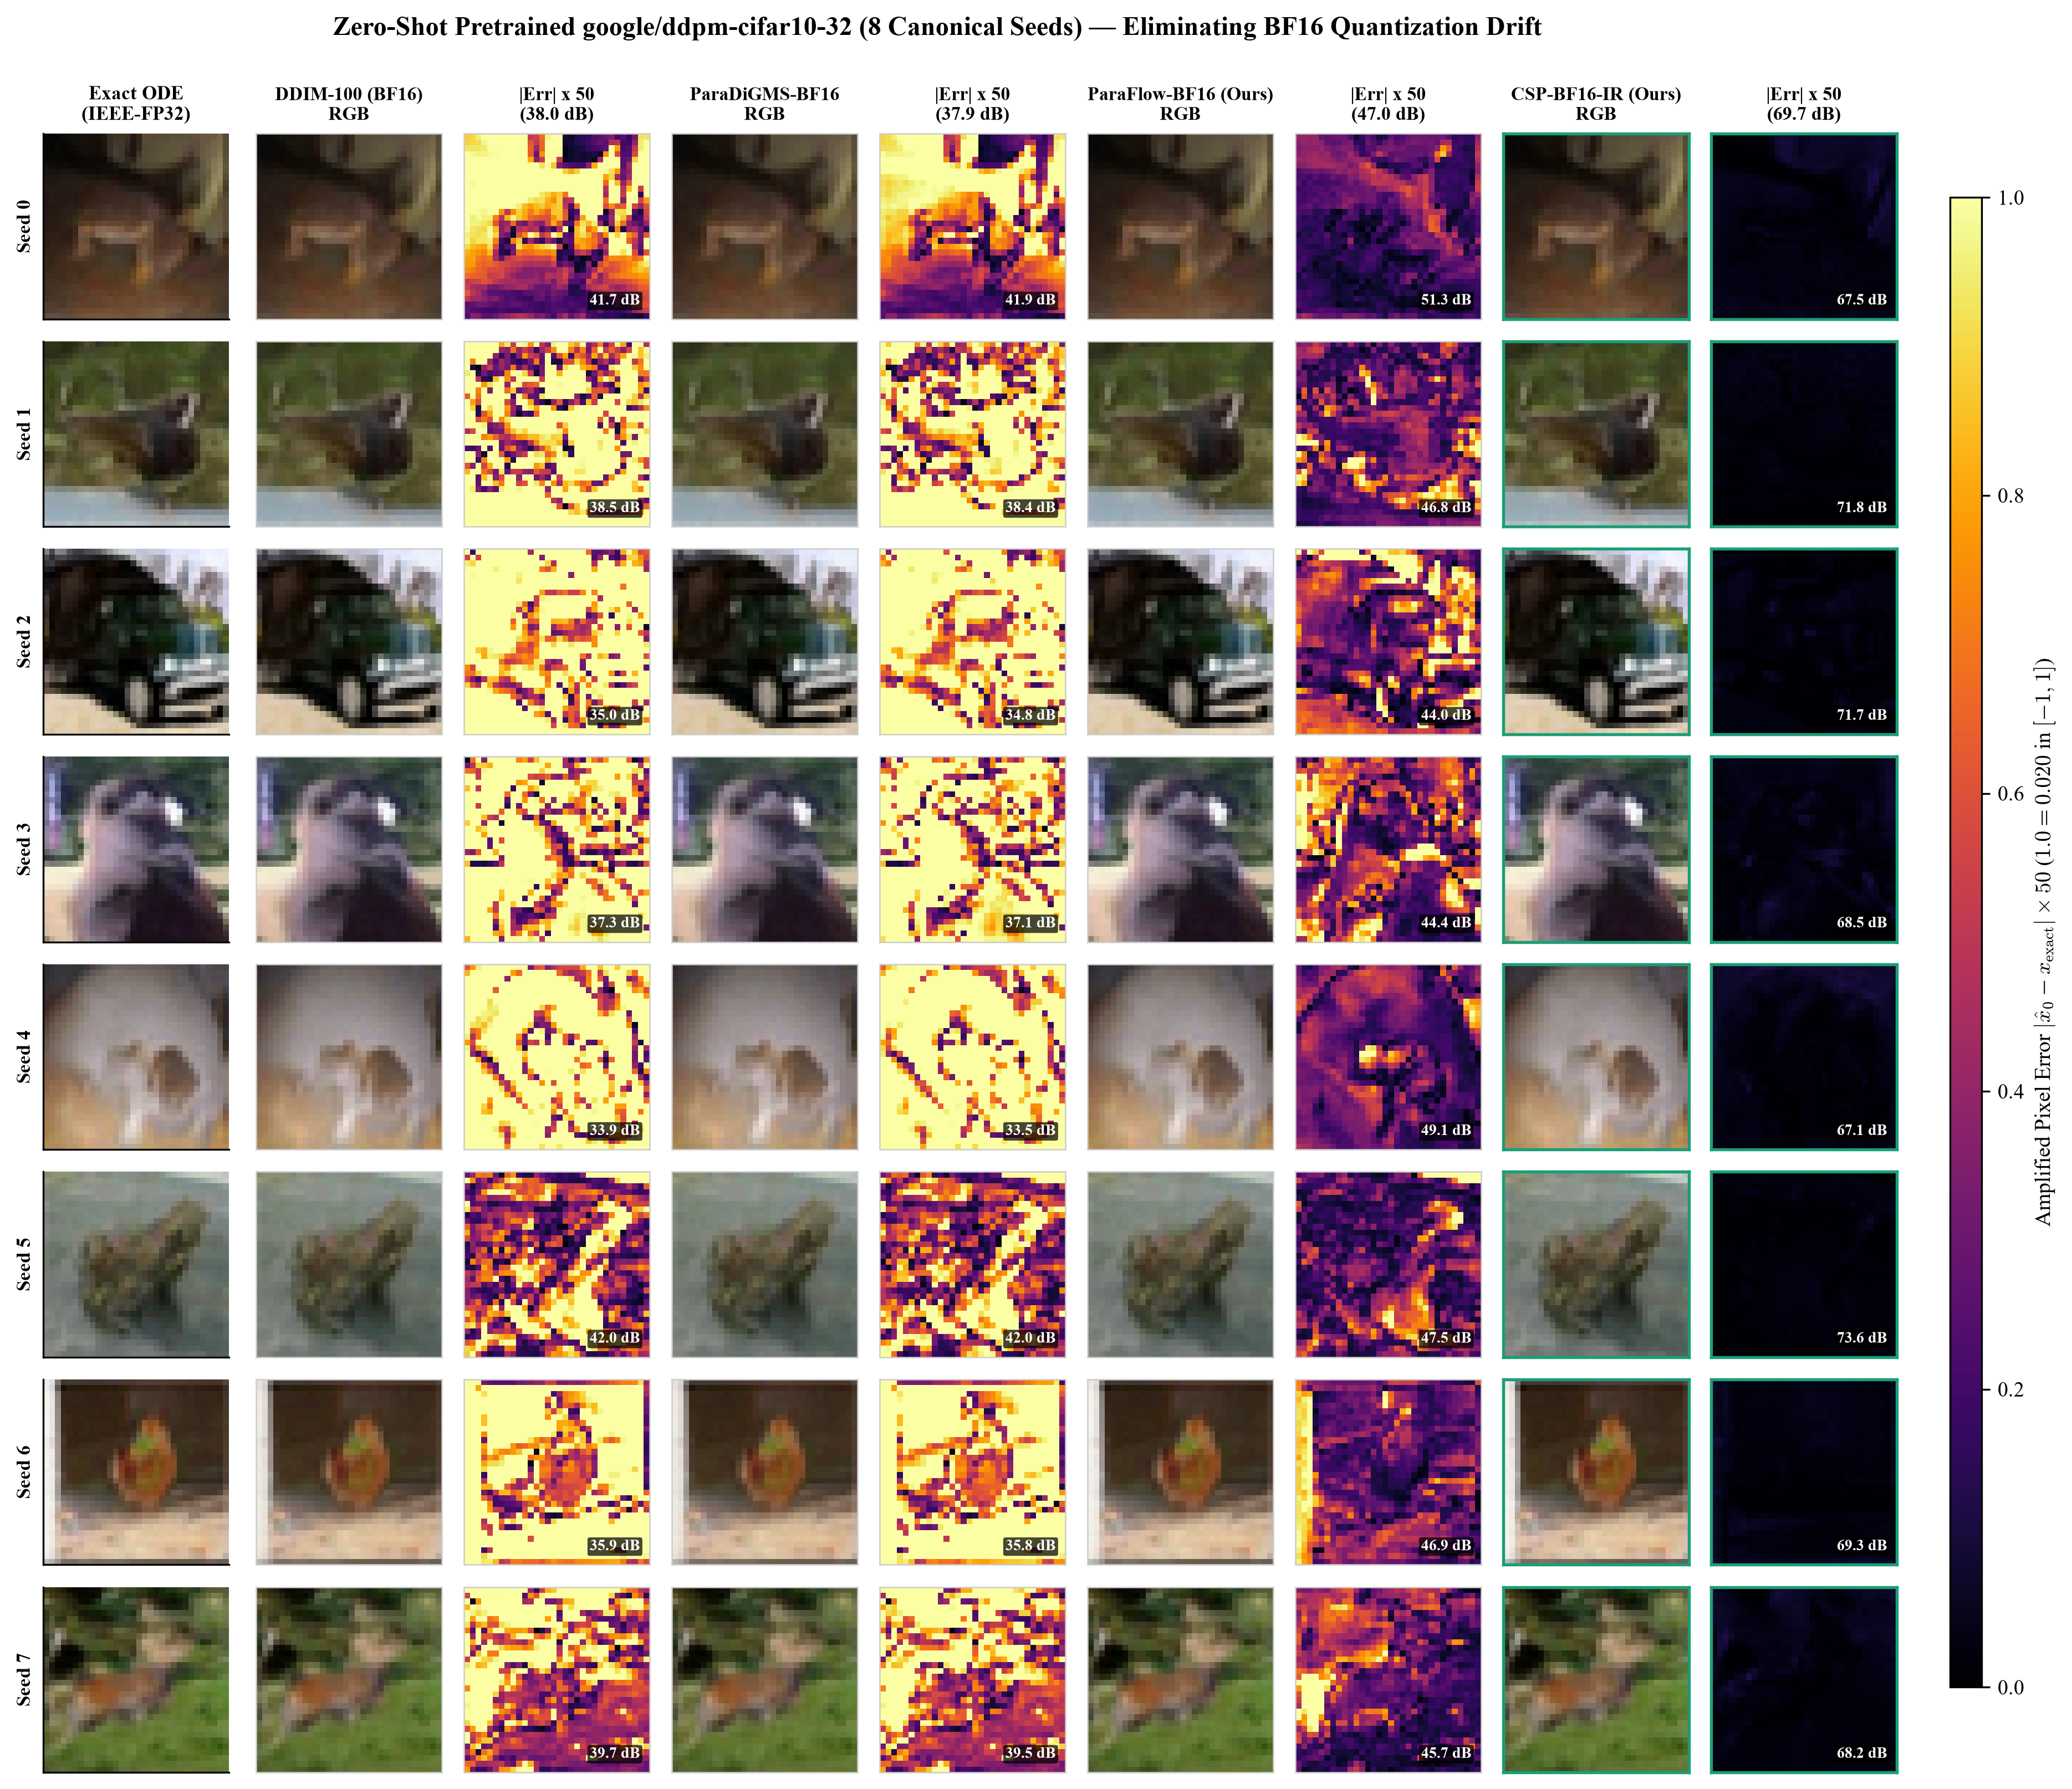 Zero-Shot Pretrained google/ddpm-cifar10-32 (8 Canonical Seeds) — Eliminating BF16 Quantization Drift
Exact ODE
(IEEE-FP32)
DDIM-100 (BF16)
RGB
|Err| x 50
(38.0 dB)
ParaDiGMS-BF16
RGB
|Err| x 50
(37.9 dB)
ParaFlow-BF16 (Ours)
RGB
|Err| x 50
(47.0 dB)
CSP-BF16-IR (Ours)
RGB
|Err| x 50
(69.7 dB)
Seed 0
41.7 dB
41.9 dB
51.3 dB
67.5 dB
Seed 1
38.5 dB
38.4 dB
46.8 dB
71.8 dB
Seed 2
35.0 dB
34.8 dB
44.0 dB
71.7 dB
Seed 3
37.3 dB
37.1 dB
44.4 dB
68.5 dB
Seed 4
33.9 dB
33.5 dB
49.1 dB
67.1 dB
Seed 5
42.0 dB
42.0 dB
47.5 dB
73.6 dB
Seed 6
35.9 dB
35.8 dB
46.9 dB
69.3 dB
Seed 7
39.7 dB
39.5 dB
45.7 dB
68.2 dB
1.0
0.8
0.6
0.4
0.2
0.0
Amplified Pixel Error |x̂₀ − x_exact| × 50 (1.0 = 0.020 in [−1, 1])